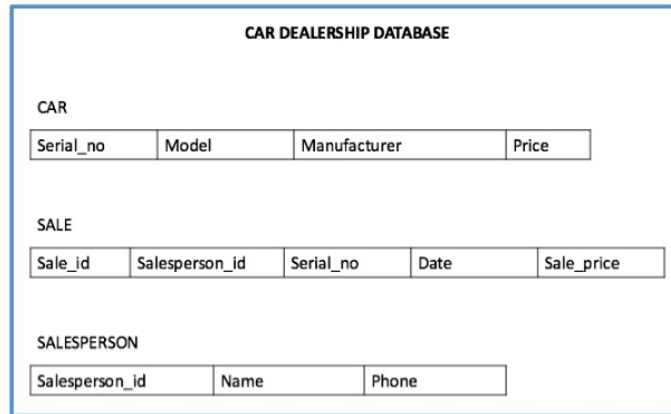 CAR DEALERSHIP DATABASE
CAR
Serial_no Model Manufacturer Price
SALE
Sale_id Salesperson_id Serial_no Date Sale_price
SALESPERSON
Salesperson_id Name Phone